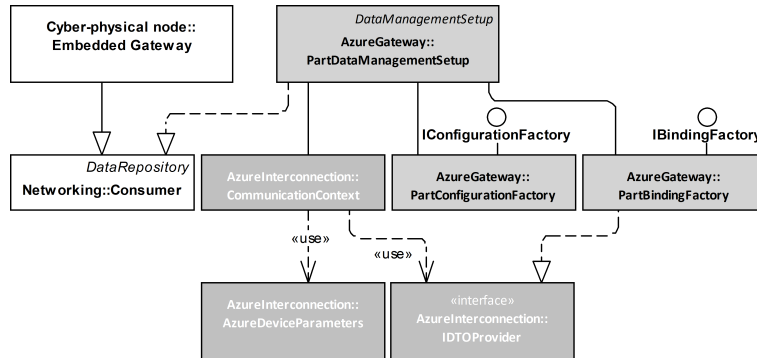 Cyber-physical node::
Embedded Gateway
DataManagementSetup
AzureGateway::
PartDataManagementSetup
IConfigurationFactory
IBindingFactory
DataRepository
Networking::Consumer
AzureInterconnection::
CommunicationContext
AzureGateway::
PartConfigurationFactory
AzureGateway::
PartBindingFactory
«use»
«use»
AzureInterconnection::
AzureDeviceParameters
«interface»
AzureInterconnection::
IDTOProvider